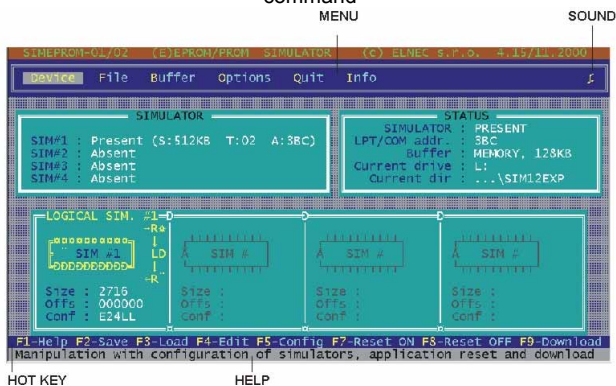 command
MENU SOUND
SIMEPROM-01/02 (E)EPROM/PROM SIMULATOR (c) ELNEC s.r.o. 4.15/11.2000
Device File Buffer Options Quit Info
SIMULATOR
SIM#1 : Present (S:512KB T:02 A:3BC)
SIM#2 : Absent
SIM#3 : Absent
SIM#4 : Absent
STATUS
SIMULATOR : PRESENT
LPT/COM addr. : 3BC
Buffer : MEMORY, 128KB
Current drive : L:
Current dir : ...\SIM12EXP
LOGICAL SIM. #1
SIM #1 LD
Size : 2716
Offs : 000000
Conf : E24LL
SIM #
Size :
Offs :
Conf :
SIM #
Size :
Offs :
Conf :
SIM #
Size :
Offs :
Conf :
F1-Help F2-Save F3-Load F4-Edit F5-Config F7-Reset ON F8-Reset OFF F9-Download
Manipulation with configuration of simulators, application reset and download
HOT KEY HELP